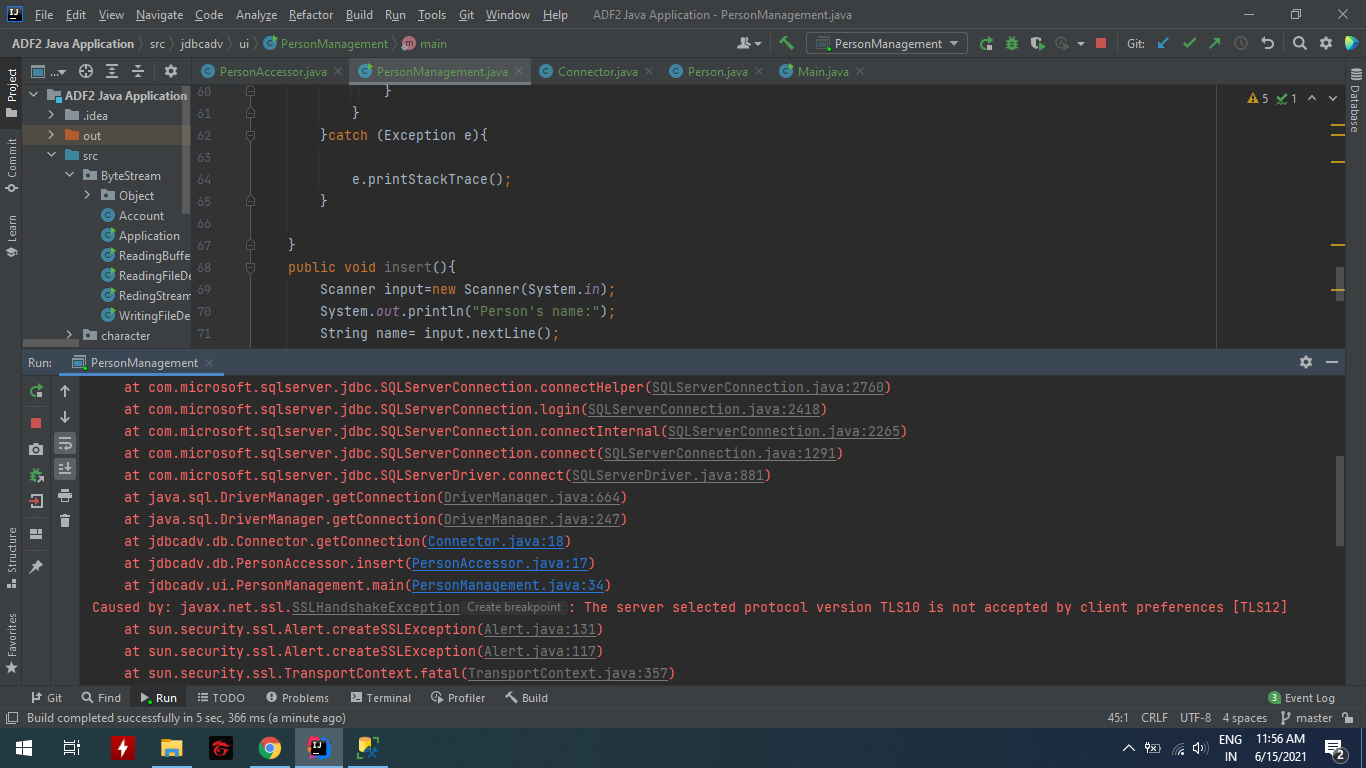 File Edit View Navigate Code Analyze Refactor Build Run Tools Git Window Help ADF2 Java Application - PersonManagement.java
ADF2 Java Application src jdbcadv ui PersonManagement main PersonManagement Git:
Project ... PersonAccessor.java PersonManagement.java Connector.java Person.java Main.java
ADF2 Java Application
.idea
out
src
ByteStream
Object
Account
Application
ReadingBuffe
ReadingFileDe
RedingStream
WritingFileDe
character
Commit
Learn
Structure
Favorites
Database
5 1
60 }
61 }
62 }catch (Exception e){
63
64 e.printStackTrace();
65 }
66
67 }
68 public void insert(){
69 Scanner input=new Scanner(System.in);
70 System.out.println("Person's name:");
71 String name= input.nextLine();
Run: PersonManagement
at com.microsoft.sqlserver.jdbc.SQLServerConnection.connectHelper(SQLServerConnection.java:2760)
at com.microsoft.sqlserver.jdbc.SQLServerConnection.login(SQLServerConnection.java:2418)
at com.microsoft.sqlserver.jdbc.SQLServerConnection.connectInternal(SQLServerConnection.java:2265)
at com.microsoft.sqlserver.jdbc.SQLServerConnection.connect(SQLServerConnection.java:1291)
at com.microsoft.sqlserver.jdbc.SQLServerDriver.connect(SQLServerDriver.java:881)
at java.sql.DriverManager.getConnection(DriverManager.java:664)
at java.sql.DriverManager.getConnection(DriverManager.java:247)
at jdbcadv.db.Connector.getConnection(Connector.java:18)
at jdbcadv.db.PersonAccessor.insert(PersonAccessor.java:17)
at jdbcadv.ui.PersonManagement.main(PersonManagement.java:34)
Caused by: javax.net.ssl.SSLHandshakeException Create breakpoint : The server selected protocol version TLS10 is not accepted by client preferences [TLS12]
at sun.security.ssl.Alert.createSSLException(Alert.java:131)
at sun.security.ssl.Alert.createSSLException(Alert.java:117)
at sun.security.ssl.TransportContext.fatal(TransportContext.java:357)
Git Find Run TODO Problems Terminal Profiler Build 3 Event Log
Build completed successfully in 5 sec, 366 ms (a minute ago) 45:1 CRLF UTF-8 4 spaces master
ENG 11:56 AM
IN 6/15/2021 2